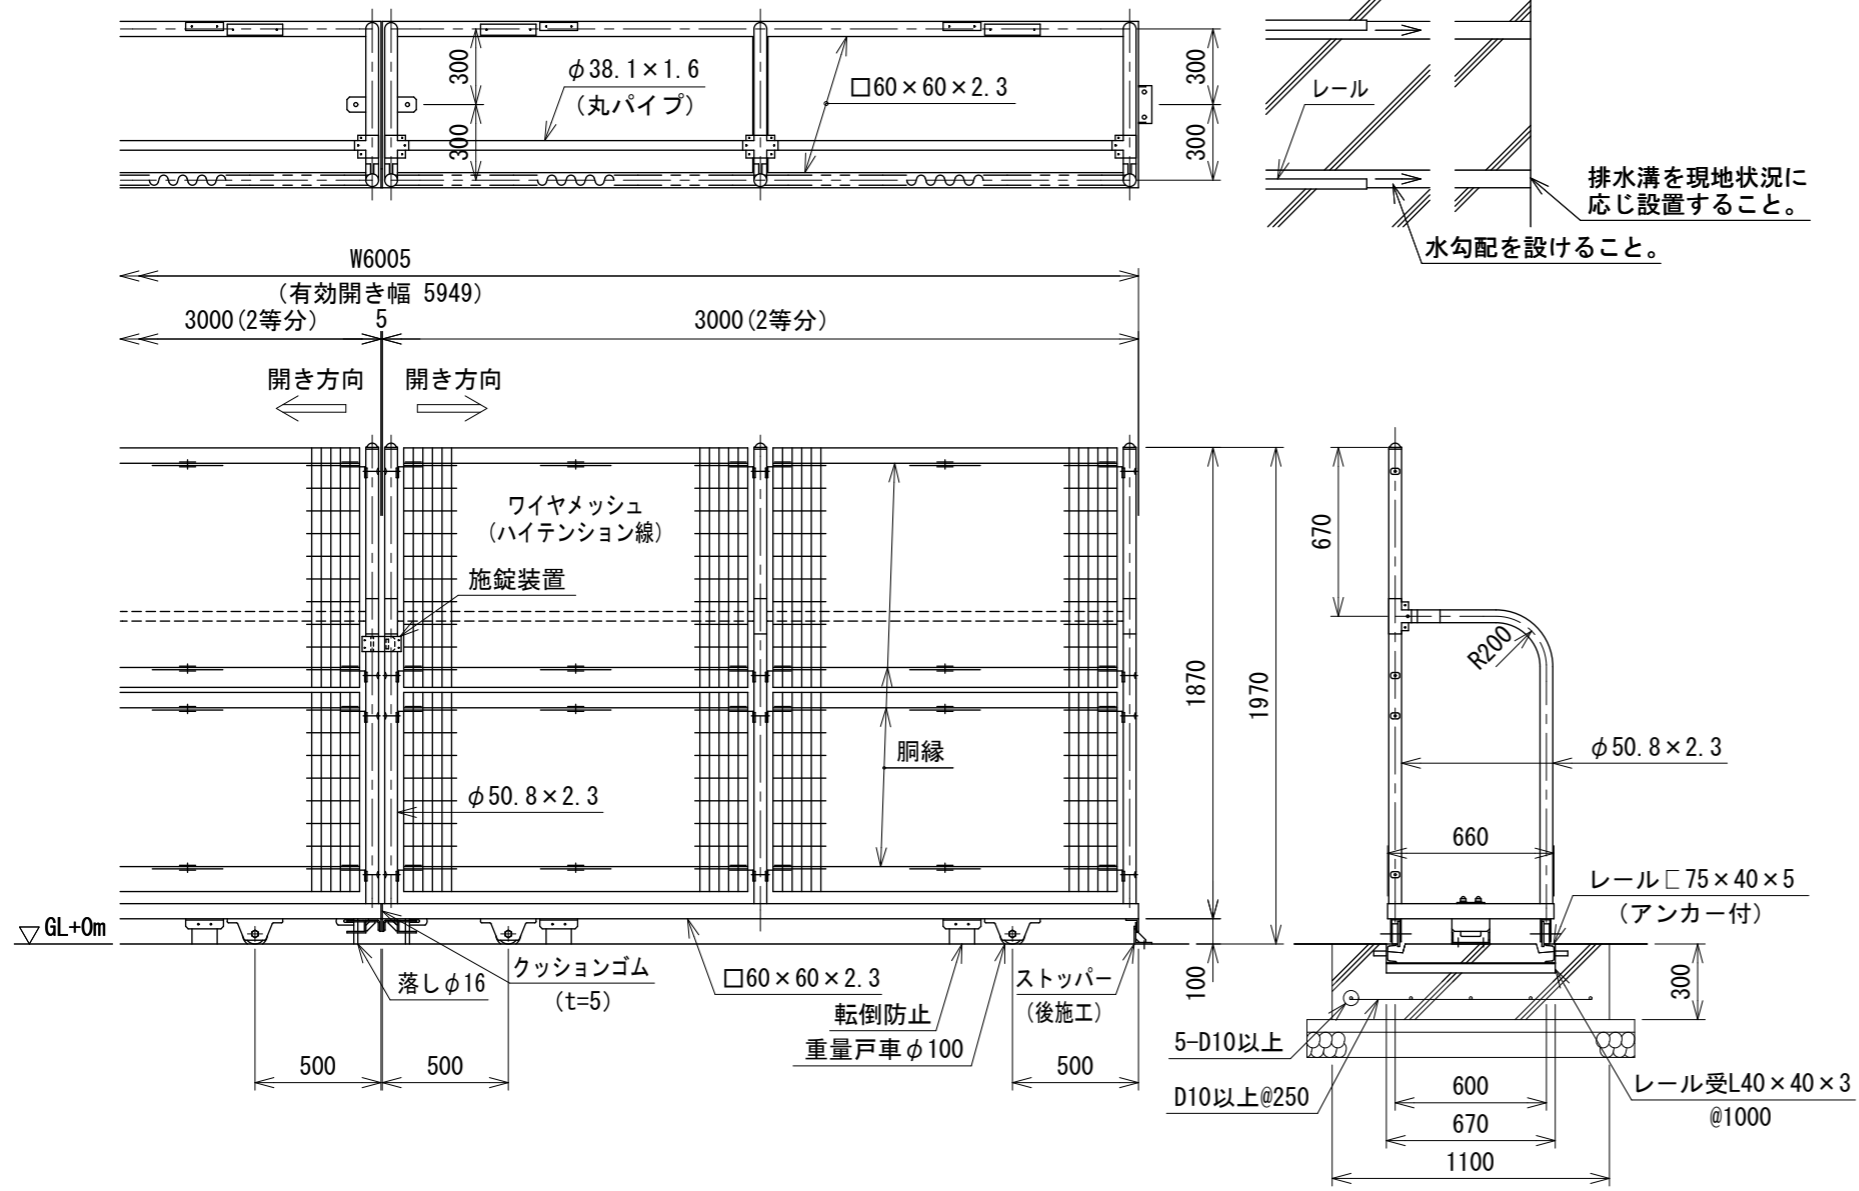 300
300
φ38.1×1.6
（丸パイプ）
□60×60×2.3
300
300
レール
排水溝を現地状況に
応じ設置すること。
水勾配を設けること。
W6005
（有効開き幅 5949）
3000(2等分)
5
3000(2等分)
開き方向
開き方向
ワイヤメッシュ
（ハイテンション線）
施錠装置
胴縁
φ50.8×2.3
1870
1970
100
GL+0m
落しφ16
クッションゴム
（t=5）
□60×60×2.3
転倒防止
重量戸車φ100
ストッパー
（後施工）
500
500
500
670
R200
φ50.8×2.3
660
レール⊏75×40×5
（アンカー付）
300
5-D10以上
D10以上@250
レール受L40×40×3
@1000
600
670
1100